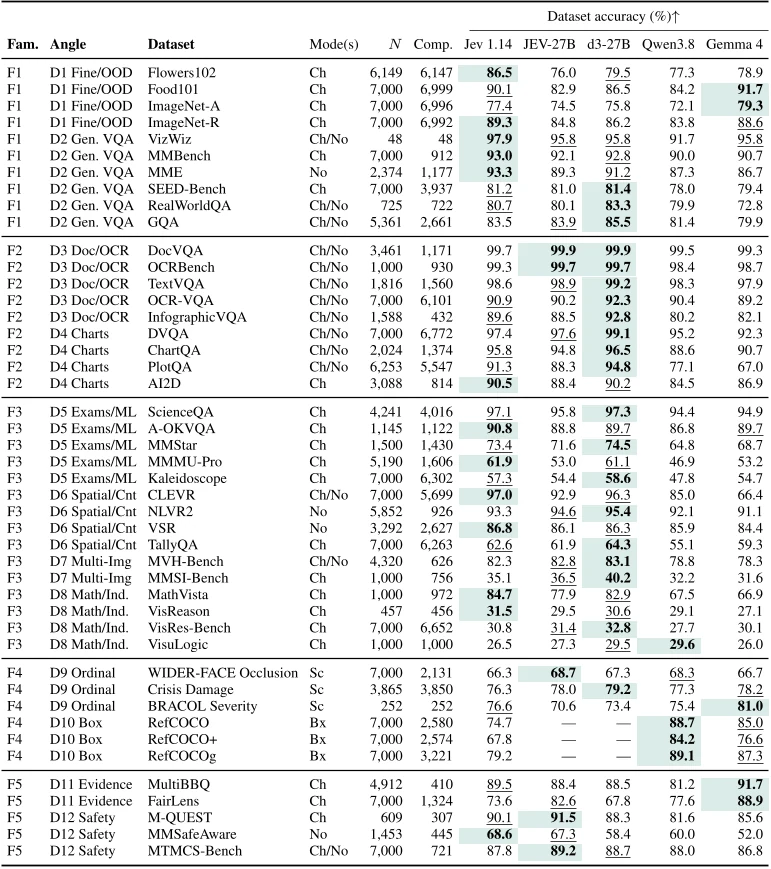 Dataset accuracy (%)↑
Fam. Angle Dataset Mode(s) N Comp. Jev 1.14 JEV-27B d3-27B Qwen3.8 Gemma 4
F1 D1 Fine/OOD Flowers102 Ch 6,149 6,147 86.5 76.0 79.5 77.3 78.9
F1 D1 Fine/OOD Food101 Ch 7,000 6,999 90.1 82.9 86.5 84.2 91.7
F1 D1 Fine/OOD ImageNet-A Ch 7,000 6,996 77.4 74.5 75.8 72.1 79.3
F1 D1 Fine/OOD ImageNet-R Ch 7,000 6,992 89.3 84.8 86.2 83.8 88.6
F1 D2 Gen. VQA VizWiz Ch/No 48 48 97.9 95.8 95.8 91.7 95.8
F1 D2 Gen. VQA MMBench Ch 7,000 912 93.0 92.1 92.8 90.0 90.7
F1 D2 Gen. VQA MME No 2,374 1,177 93.3 89.3 91.2 87.3 86.7
F1 D2 Gen. VQA SEED-Bench Ch 7,000 3,937 81.2 81.0 81.4 78.0 79.4
F1 D2 Gen. VQA RealWorldQA Ch/No 725 722 80.7 80.1 83.3 79.9 72.8
F1 D2 Gen. VQA GQA Ch/No 5,361 2,661 83.5 83.9 85.5 81.4 79.9
F2 D3 Doc/OCR DocVQA Ch/No 3,461 1,171 99.7 99.9 99.9 99.5 99.3
F2 D3 Doc/OCR OCRBench Ch/No 1,000 930 99.3 99.7 99.7 98.4 98.7
F2 D3 Doc/OCR TextVQA Ch/No 1,816 1,560 98.6 98.9 99.2 98.3 97.9
F2 D3 Doc/OCR OCR-VQA Ch/No 7,000 6,101 90.9 90.2 92.3 90.4 89.2
F2 D3 Doc/OCR InfographicVQA Ch/No 1,588 432 89.6 88.5 92.8 80.2 82.1
F2 D4 Charts DVQA Ch/No 7,000 6,772 97.4 97.6 99.1 95.2 92.3
F2 D4 Charts ChartQA Ch/No 2,024 1,374 95.8 94.8 96.5 88.6 90.7
F2 D4 Charts PlotQA Ch/No 6,253 5,547 91.3 88.3 94.8 77.1 67.0
F2 D4 Charts AI2D Ch 3,088 814 90.5 88.4 90.2 84.5 86.9
F3 D5 Exams/ML ScienceQA Ch 4,241 4,016 97.1 95.8 97.3 94.4 94.9
F3 D5 Exams/ML A-OKVQA Ch 1,145 1,122 90.8 88.8 89.7 86.8 89.7
F3 D5 Exams/ML MMStar Ch 1,500 1,430 73.4 71.6 74.5 64.8 68.7
F3 D5 Exams/ML MMMU-Pro Ch 5,190 1,606 61.9 53.0 61.1 46.9 53.2
F3 D5 Exams/ML Kaleidoscope Ch 7,000 6,302 57.3 54.4 58.6 47.8 54.7
F3 D6 Spatial/Cnt CLEVR Ch/No 7,000 5,699 97.0 92.9 96.3 85.0 66.4
F3 D6 Spatial/Cnt NLVR2 No 5,852 926 93.3 94.6 95.4 92.1 91.1
F3 D6 Spatial/Cnt VSR No 3,292 2,627 86.8 86.1 86.3 85.9 84.4
F3 D6 Spatial/Cnt TallyQA Ch 7,000 6,263 62.6 61.9 64.3 55.1 59.3
F3 D7 Multi-Img MVH-Bench Ch/No 4,320 626 82.3 82.8 83.1 78.8 78.3
F3 D7 Multi-Img MMSI-Bench Ch 1,000 756 35.1 36.5 40.2 32.2 31.6
F3 D8 Math/Ind. MathVista Ch 1,000 972 84.7 77.9 82.9 67.5 66.9
F3 D8 Math/Ind. VisReason Ch 457 456 31.5 29.5 30.6 29.1 27.1
F3 D8 Math/Ind. VisRes-Bench Ch 7,000 6,652 30.8 31.4 32.8 27.7 30.1
F3 D8 Math/Ind. VisuLogic Ch 1,000 1,000 26.5 27.3 29.5 29.6 26.0
F4 D9 Ordinal WIDER-FACE Occlusion Sc 7,000 2,131 66.3 68.7 67.3 68.3 66.7
F4 D9 Ordinal Crisis Damage Sc 3,865 3,850 76.3 78.0 79.2 77.3 78.2
F4 D9 Ordinal BRACOL Severity Sc 252 252 76.6 70.6 73.4 75.4 81.0
F4 D10 Box RefCOCO Bx 7,000 2,580 74.7 — — 88.7 85.0
F4 D10 Box RefCOCO+ Bx 7,000 2,574 67.8 — — 84.2 76.6
F4 D10 Box RefCOCOg Bx 7,000 3,221 79.2 — — 89.1 87.3
F5 D11 Evidence MultiBBQ Ch 4,912 410 89.5 88.4 88.5 81.2 91.7
F5 D11 Evidence FairLens Ch 7,000 1,324 73.6 82.6 67.8 77.6 88.9
F5 D12 Safety M-QUEST Ch 609 307 90.1 91.5 88.3 81.6 85.6
F5 D12 Safety MMSafeAware No 1,453 445 68.6 67.3 58.4 60.0 52.0
F5 D12 Safety MTMCS-Bench Ch/No 7,000 721 87.8 89.2 88.7 88.0 86.8